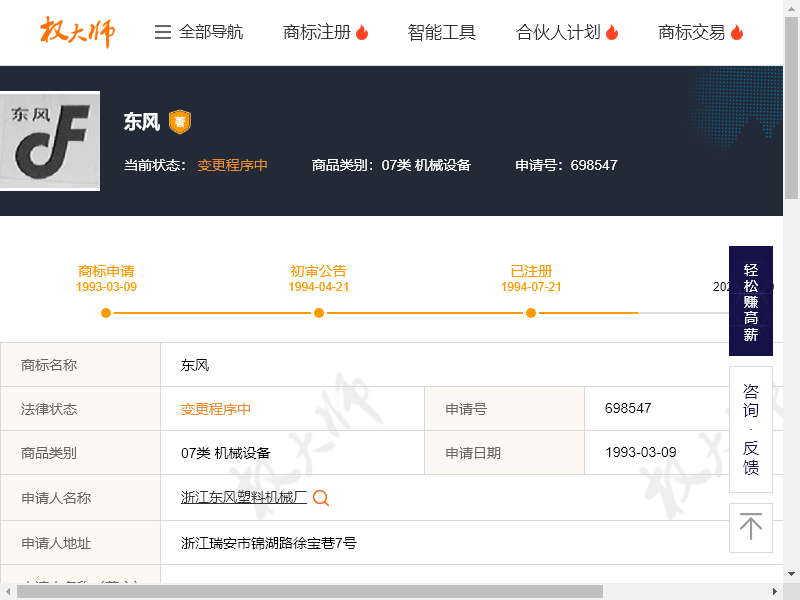 权大师
全部导航 商标注册 智能工具 合伙人计划 商标交易
东风
东风 著
当前状态： 变更程序中 商品类别：07类 机械设备 申请号：698547
商标申请 初审公告 已注册
1993-03-09 1994-04-21 1994-07-21
轻松赚高薪
商标名称 东风
法律状态 变更程序中 申请号 698547
商品类别 07类 机械设备 申请日期 1993-03-09
咨询·反馈
申请人名称 浙江东风塑料机械厂
申请人地址 浙江瑞安市锦湖路徐宝巷7号
权大师
权大师